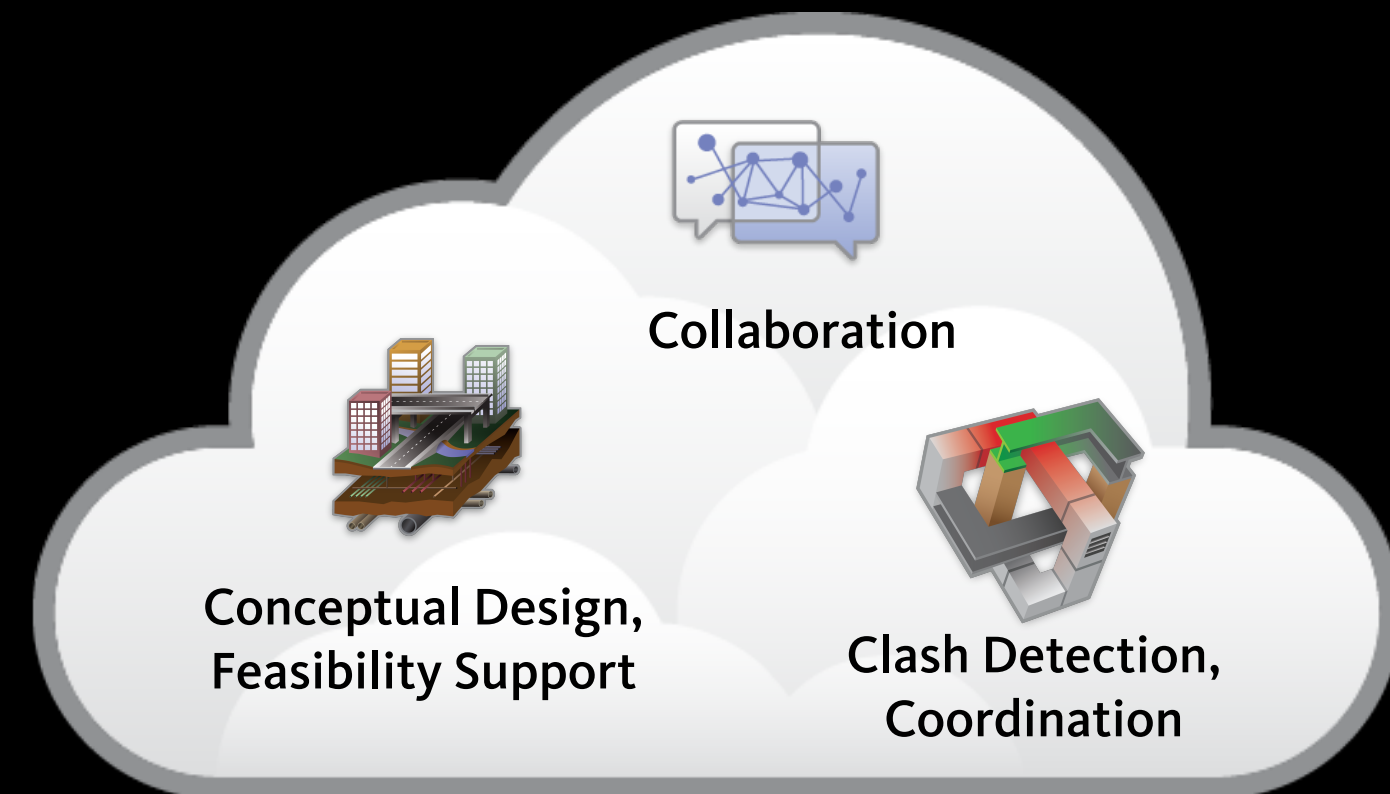 Collaboration
Conceptual Design,
Feasibility Support
Clash Detection,
Coordination